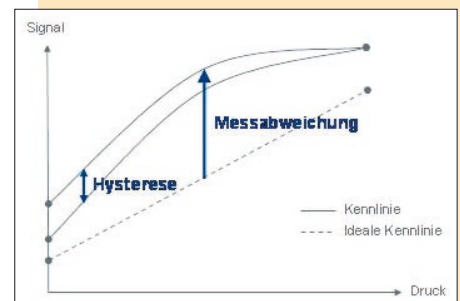 Signal
Messabweichung
Hysterese
Kennlinie
Ideale Kennlinie
Druck